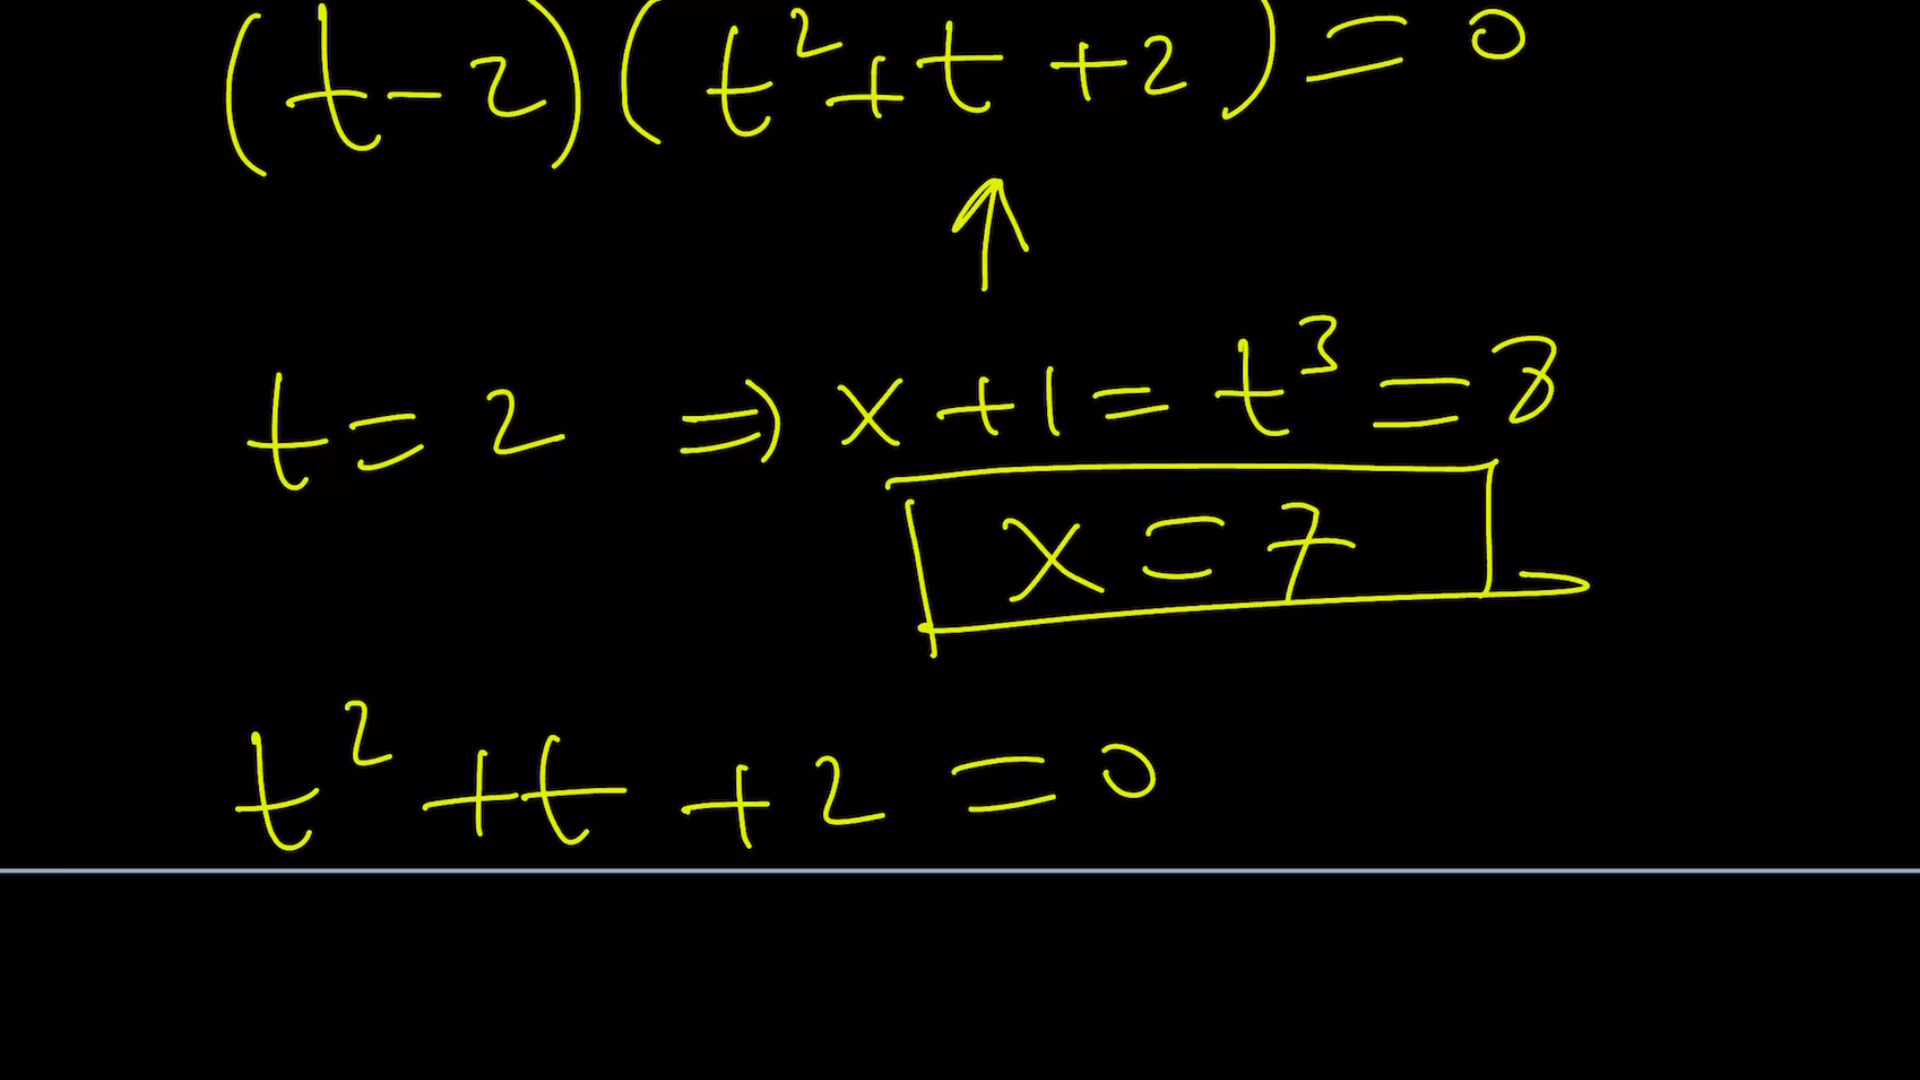 (t-2)(t²+t+2)=0
t=2 ⇒ x+1=t³=8
x=7
t²+t+2=0